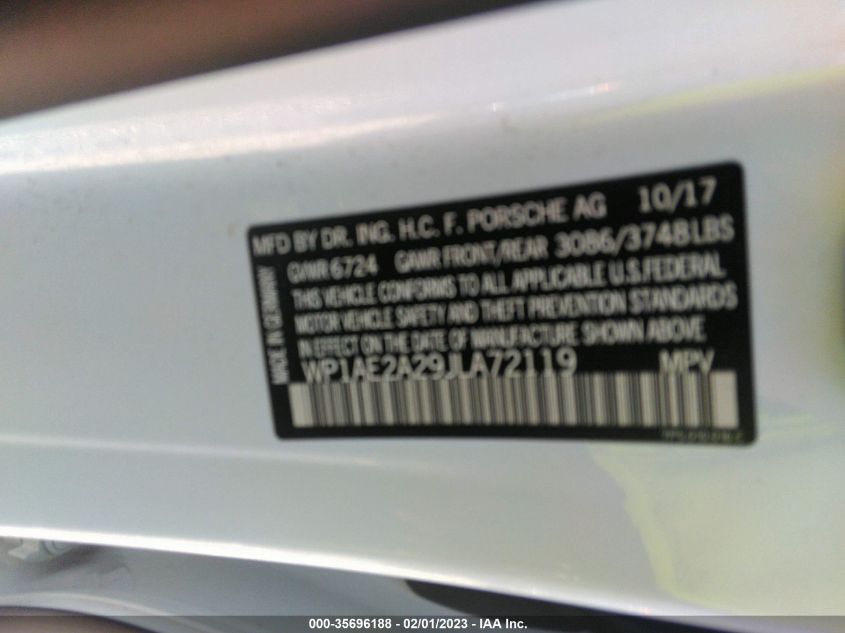 MFD BY DR. ING. H.C. F. PORSCHE AG 10/17
GVWR 6724 GAWR FRONT/REAR 3086/3748 LBS
THIS VEHICLE CONFORMS TO ALL APPLICABLE U.S. FEDERAL
MOTOR VEHICLE SAFETY AND THEFT PREVENTION STANDARDS
IN EFFECT ON THE DATE OF MANUFACTURE SHOWN ABOVE
WP1AE2A29JLA72119 MPV
MADE IN GERMANY
000-35696188 - 02/01/2023 - IAA Inc.